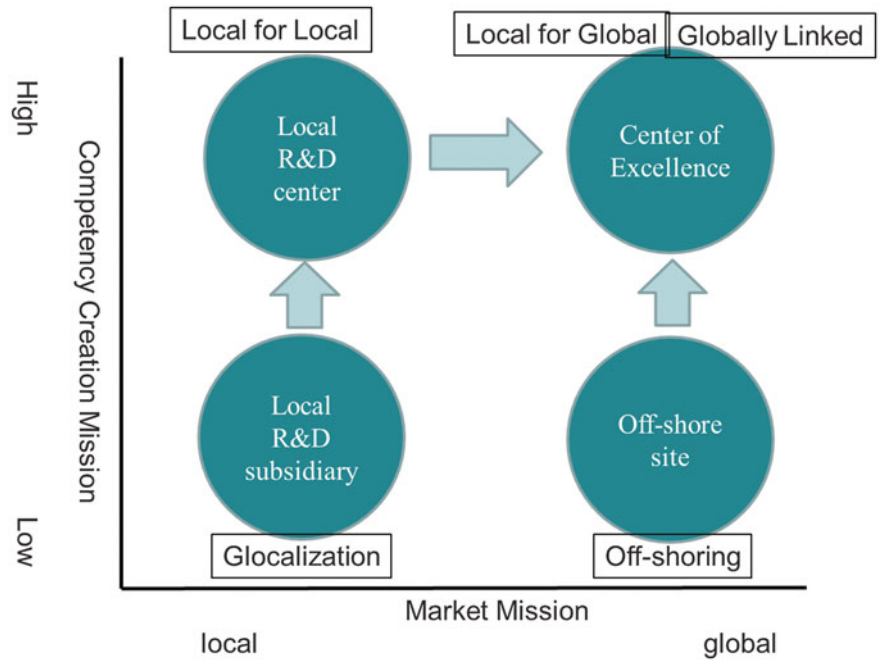 Local for Local
Local for Global
Globally Linked
High
Competency Creation Mission
Low
Local
R&D
center
Center of
Excellence
Local
R&D
subsidiary
Off-shore
site
Glocalization
Off-shoring
Market Mission
local
global